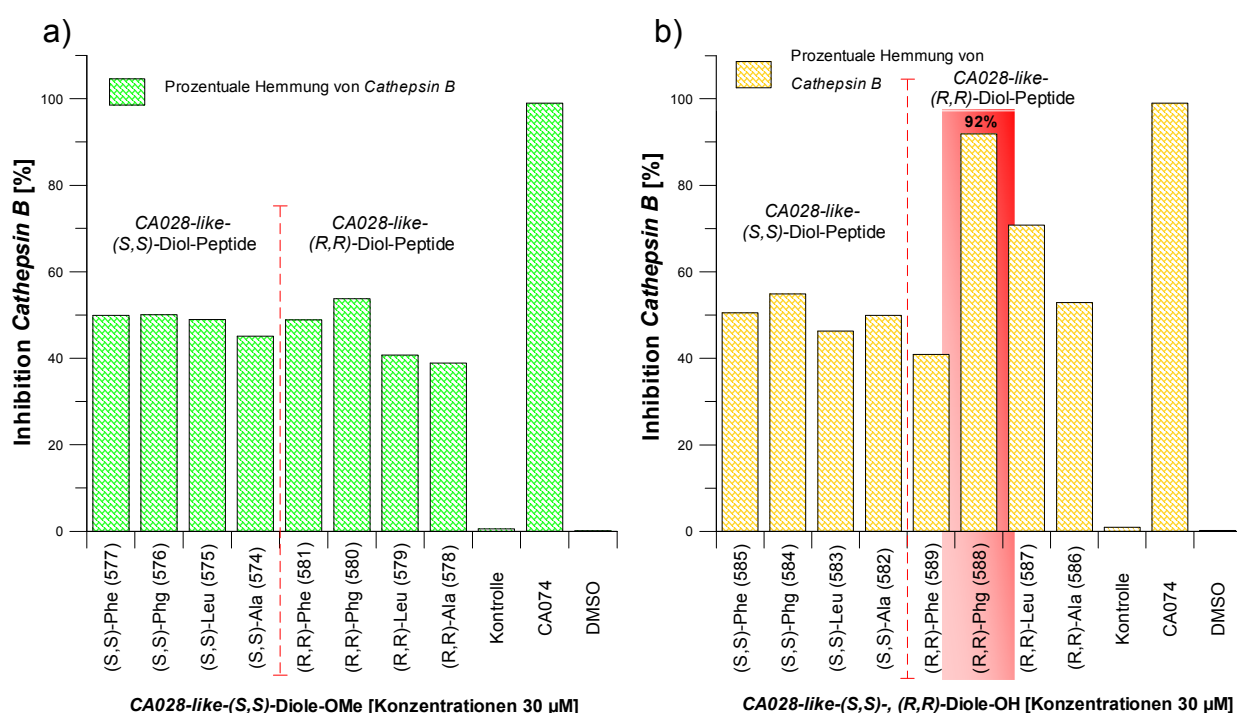 a)
Prozentuale Hemmung von Cathepsin B
Inhibition Cathepsin B [%]
100
80
60
40
20
0
CA028-like-
(S,S)-Diol-Peptide
CA028-like-
(R,R)-Diol-Peptide
(S,S)-Phe (577)
(S,S)-Phg (576)
(S,S)-Leu (575)
(S,S)-Ala (574)
(R,R)-Phe (581)
(R,R)-Phg (580)
(R,R)-Leu (579)
(R,R)-Ala (578)
Kontrolle
CA074
DMSO
CA028-like-(S,S)-Diole-OMe [Konzentrationen 30 µM]
b)
Prozentuale Hemmung von
Cathepsin B
Inhibition Cathepsin B [%]
100
80
60
40
20
0
CA028-like-
(S,S)-Diol-Peptide
CA028-like-
(R,R)-Diol-Peptide
92%
(S,S)-Phe (585)
(S,S)-Phg (584)
(S,S)-Leu (583)
(S,S)-Ala (582)
(R,R)-Phe (589)
(R,R)-Phg (588)
(R,R)-Leu (587)
(R,R)-Ala (586)
Kontrolle
CA074
DMSO
CA028-like-(S,S)-, (R,R)-Diole-OH [Konzentrationen 30 µM]